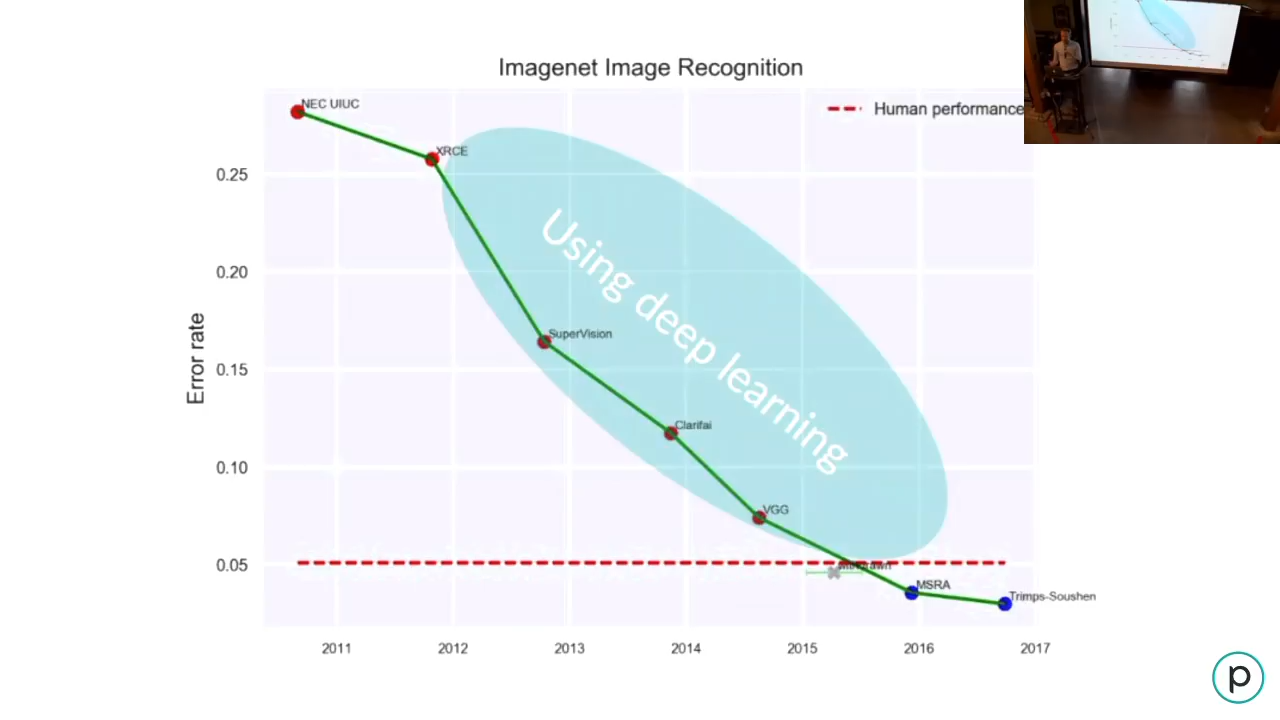 Imagenet Image Recognition
NEC UIUC
Human performance
XRCE
0.25
Using deep learning
0.20
SuperVision
Error rate
0.15
Clarifai
0.10
VGG
0.05
MSRA
Trimps-Soushen
2011
2012
2013
2014
2015
2016
2017
p